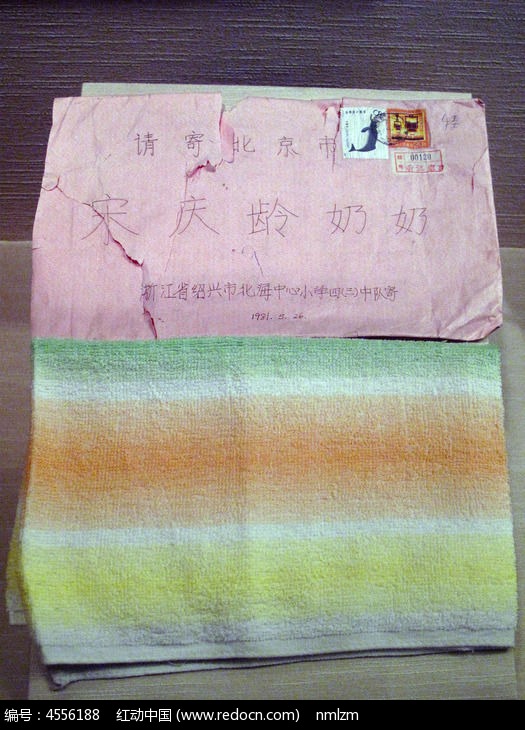 请寄北京市
宋庆龄奶奶
浙江省绍兴市北海中心小学四(三)中队寄
1981.5.26.
00120
编号：4556188 红动中国 (www.redocn.com) nmlzm